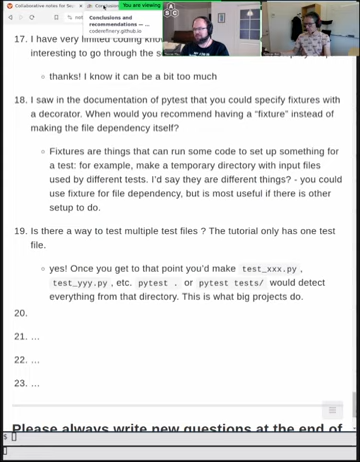 Collaborative notes for
Conclusion
You are viewing
Conclusions and
recommendations — ...
coderefinery.github.io
17. I have very limited coding
interesting to go through the
thanks! I know it can be a bit too much
18. I saw in the documentation of pytest that you could specify fixtures with
a decorator. When would you recommend having a “fixture” instead of
making the file dependency itself?
Fixtures are things that can run some code to set up something for
a test: for example, make a temporary directory with input files
used by different tests. I’d say they are different things? - you could
use fixture for file dependency, but is most useful if there is other
setup to do.
19. Is there a way to test multiple test files ? The tutorial only has one test
file.
yes! Once you get to that point you’d make test_xxx.py ,
test_yyy.py , etc. pytest . or pytest tests/ would detect
everything from that directory. This is what big projects do.
20.
21. ...
22. ...
23. ...
Please always write new questions at the end of